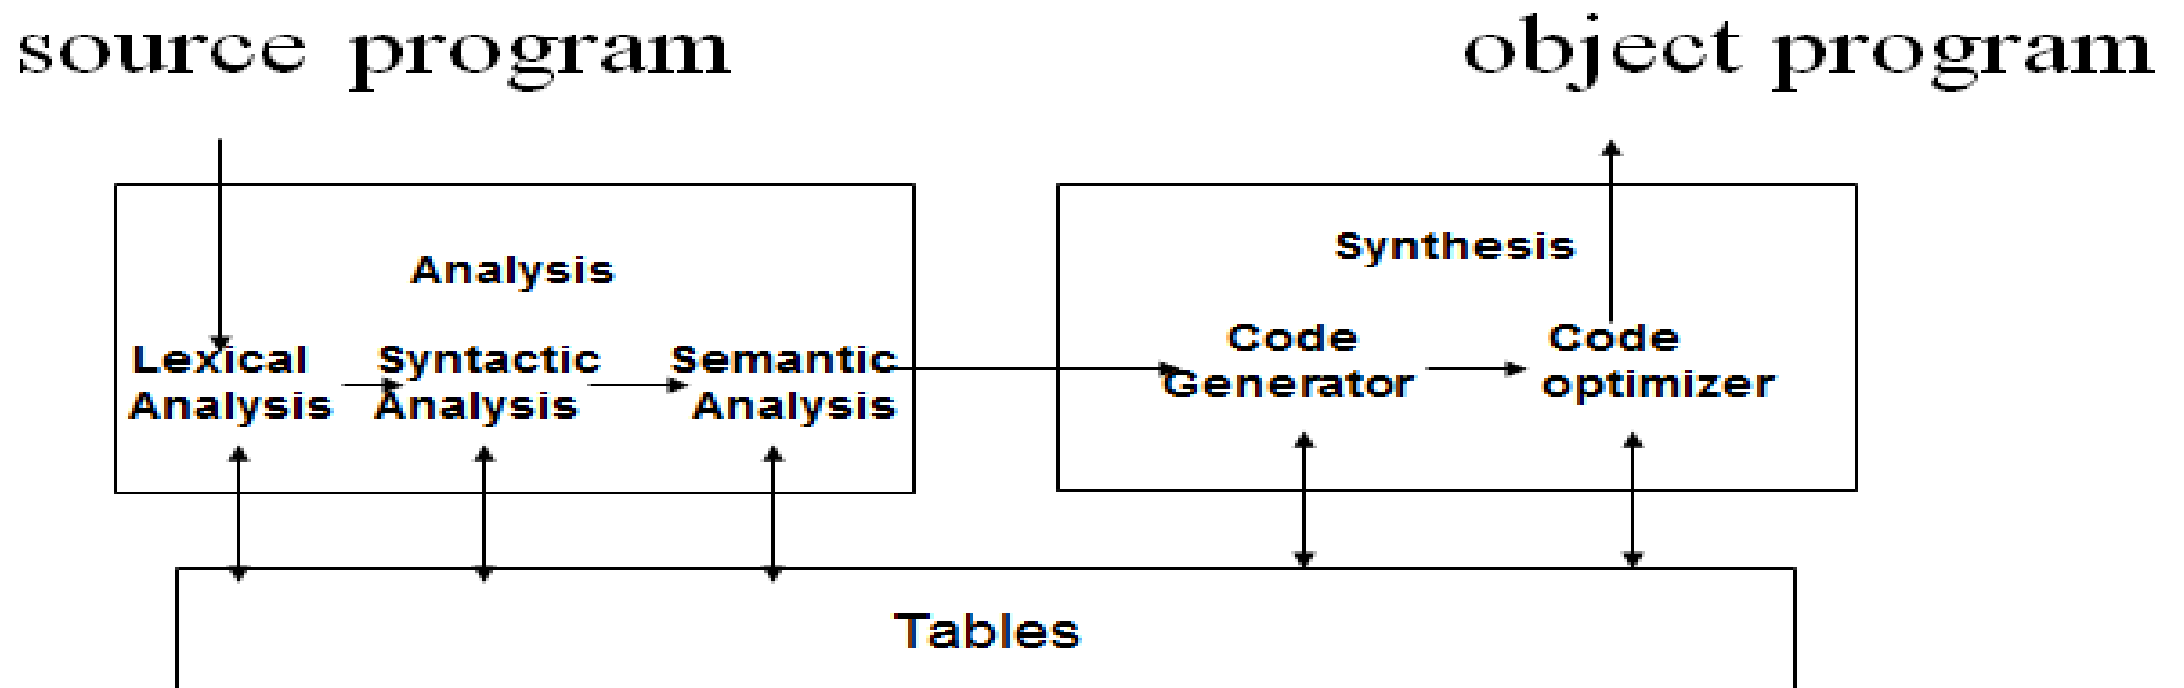 source program
object program
Analysis
Lexical
Analysis
Syntactic
Analysis
Semantic
Analysis
Synthesis
Code
Generator
Code
optimizer
Tables